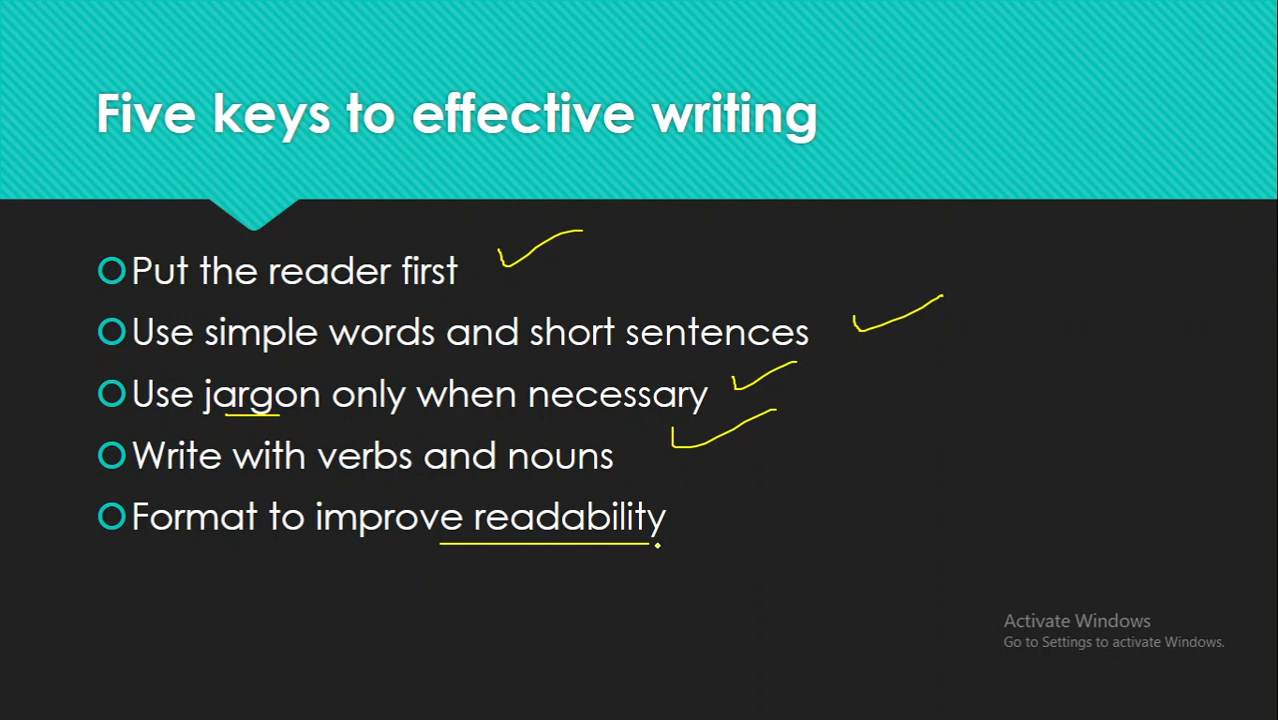 Five keys to effective writing
Put the reader first
Use simple words and short sentences
Use jargon only when necessary
Write with verbs and nouns
Format to improve readability
Activate Windows
Go to Settings to activate Windows.